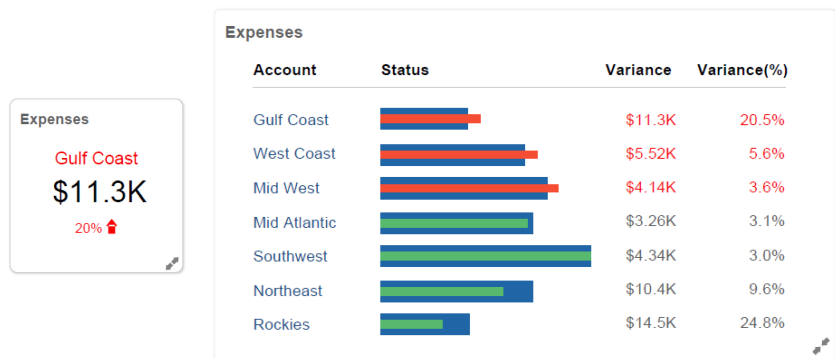 Expenses
Gulf Coast
$11.3K
20%
Expenses
Account Status Variance Variance(%)
Gulf Coast $11.3K 20.5%
West Coast $5.52K 5.6%
Mid West $4.14K 3.6%
Mid Atlantic $3.26K 3.1%
Southwest $4.34K 3.0%
Northeast $10.4K 9.6%
Rockies $14.5K 24.8%